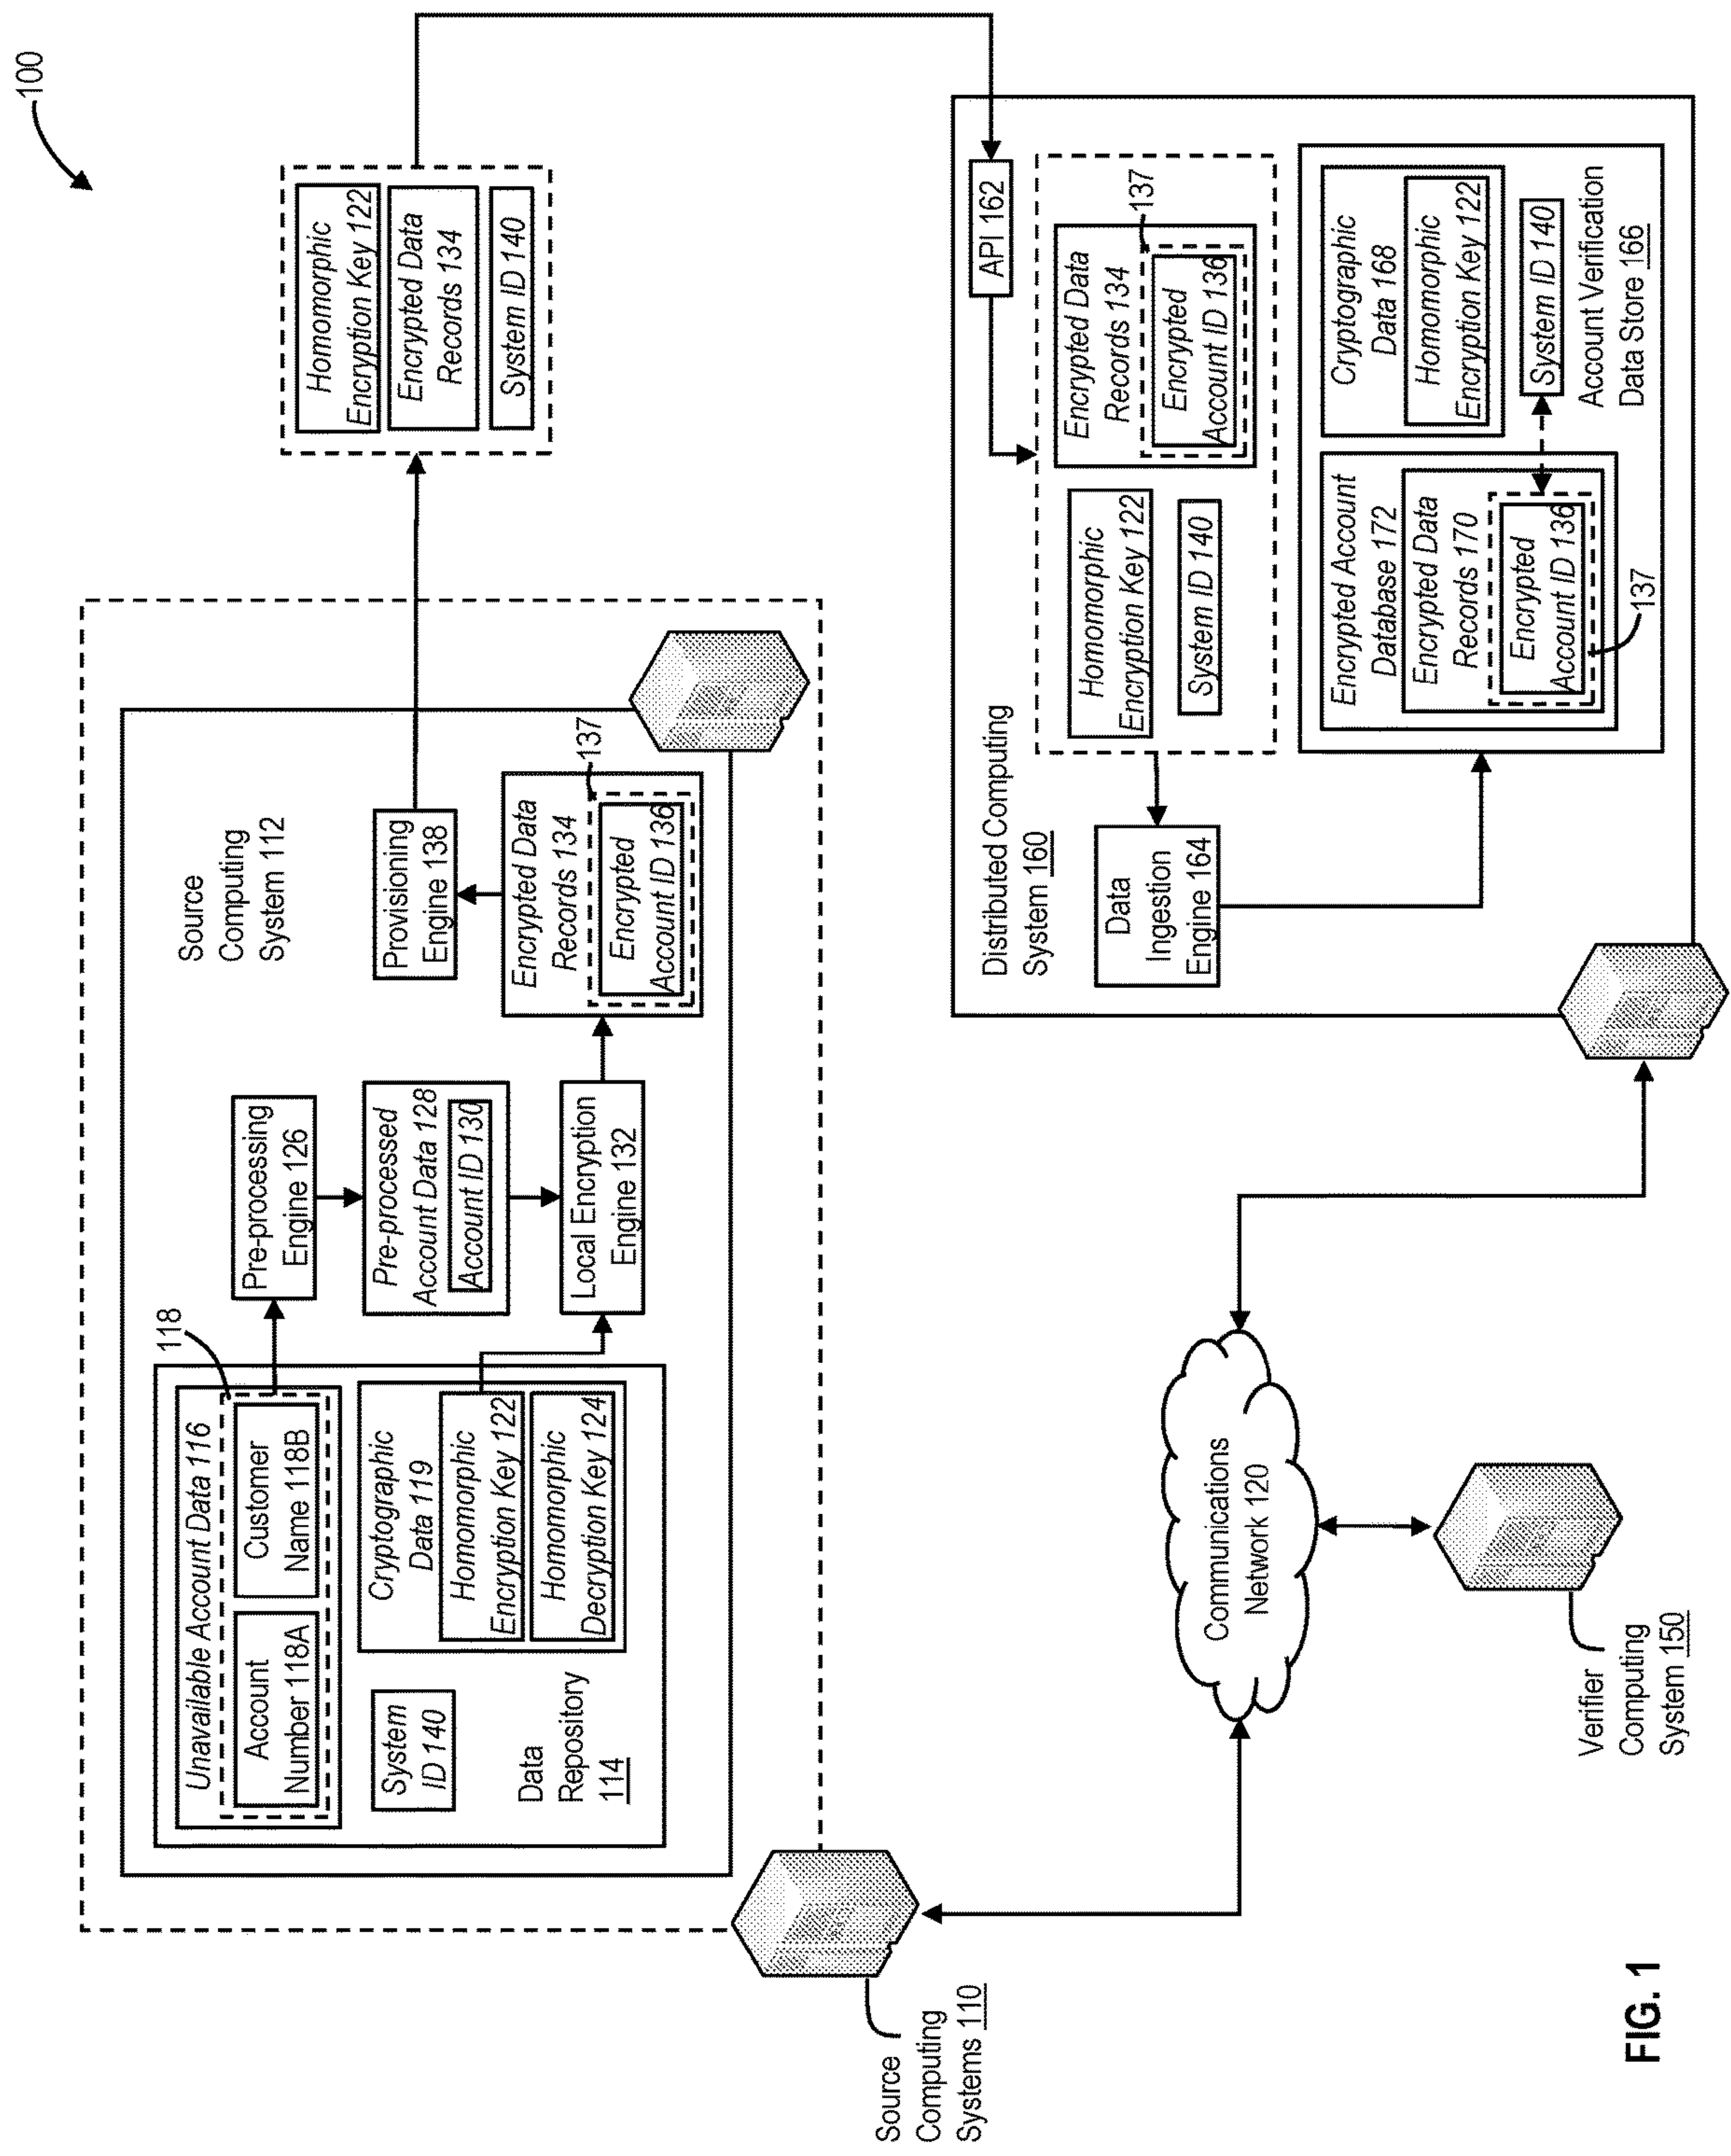 100
Source
Computing
System 112
Unavailable Account Data 116
118
Account
Number 118A
Customer
Name 118B
System
ID 140
Data
Repository
114
Cryptographic
Data 119
Homomorphic
Encryption Key 122
Homomorphic
Decryption Key 124
Pre-processing
Engine 126
Pre-processed
Account Data 128
Account ID 130
Local Encryption
Engine 132
Provisioning
Engine 138
Encrypted Data
Records 134
137
Encrypted
Account ID 136
Homomorphic
Encryption Key 122
Encrypted Data
Records 134
System ID 140
Source
Computing
Systems 110
Communications
Network 120
Verifier
Computing
System 150
Distributed Computing
System 160
API 162
Homomorphic
Encryption Key 122
System ID 140
Encrypted Data
Records 134
137
Encrypted
Account ID 136
Data
Ingestion
Engine 164
Encrypted Account
Database 172
Encrypted Data
Records 170
Encrypted
Account ID 136
137
Cryptographic
Data 168
Homomorphic
Encryption Key 122
System ID 140
Account Verification
Data Store 166
FIG. 1